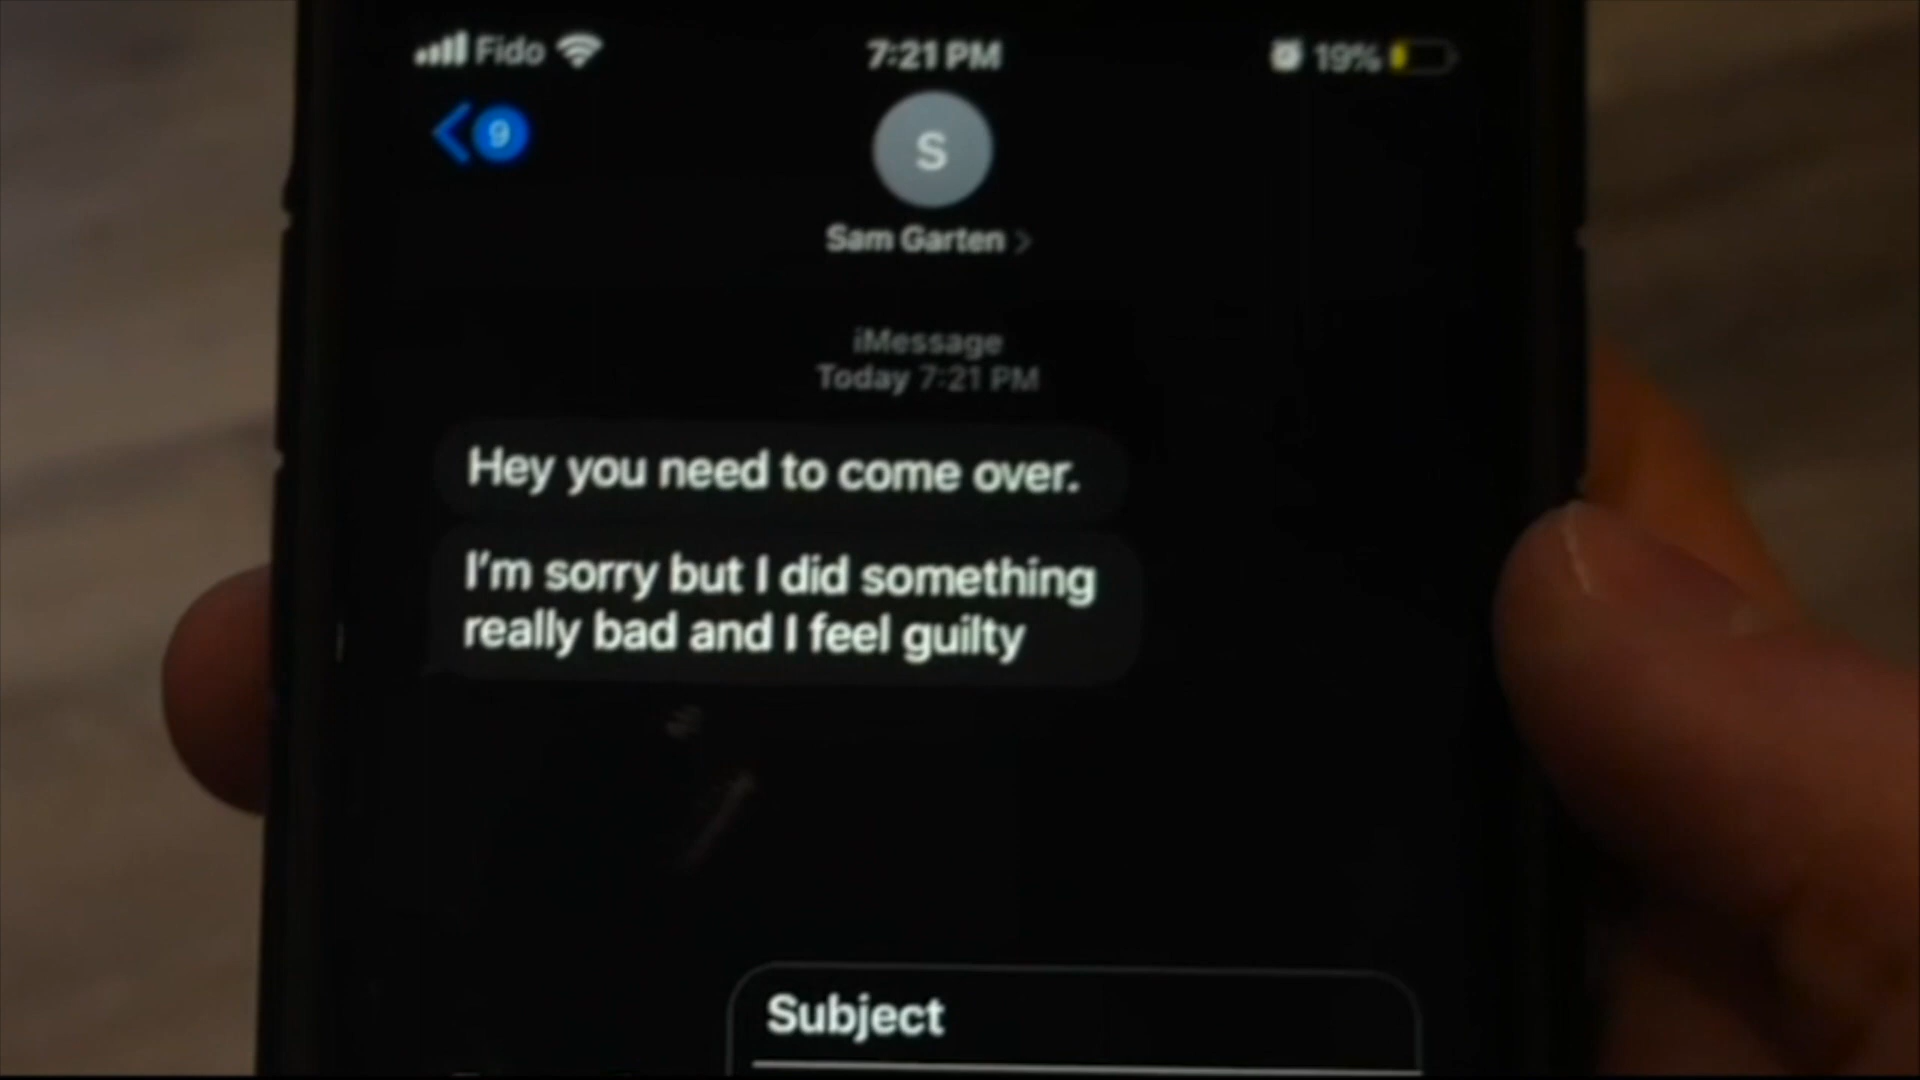 Fido 7:21 PM 19%
9
S
Sam Garten >
iMessage
Today 7:21 PM
Hey you need to come over.
I'm sorry but I did something
really bad and I feel guilty
Subject